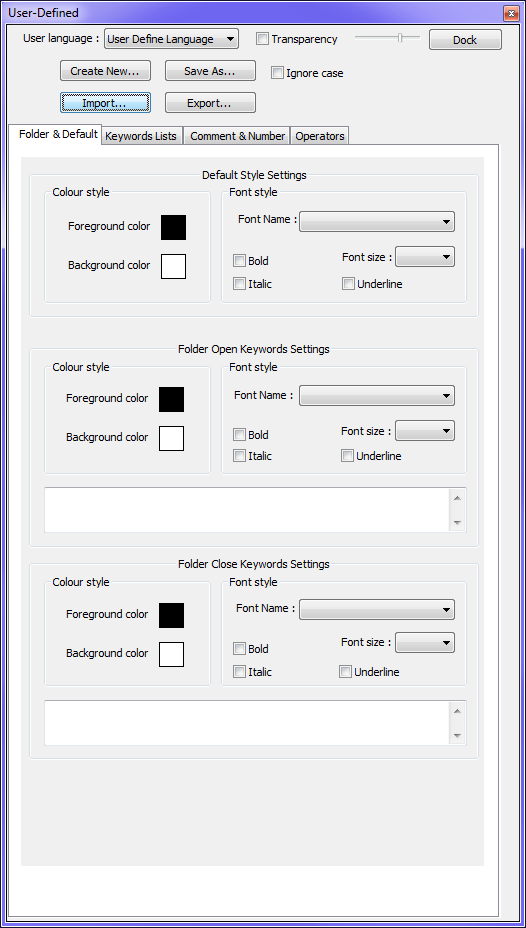 User-Defined
User language : User Define Language Transparency Dock
Create New... Save As... Ignore case
Import... Export...
Folder & Default Keywords Lists Comment & Number Operators
Default Style Settings
Colour style Font style
Foreground color Font Name :
Background color Bold Font size :
Italic Underline
Folder Open Keywords Settings
Colour style Font style
Foreground color Font Name :
Background color Bold Font size :
Italic Underline
Folder Close Keywords Settings
Colour style Font style
Foreground color Font Name :
Background color Bold Font size :
Italic Underline